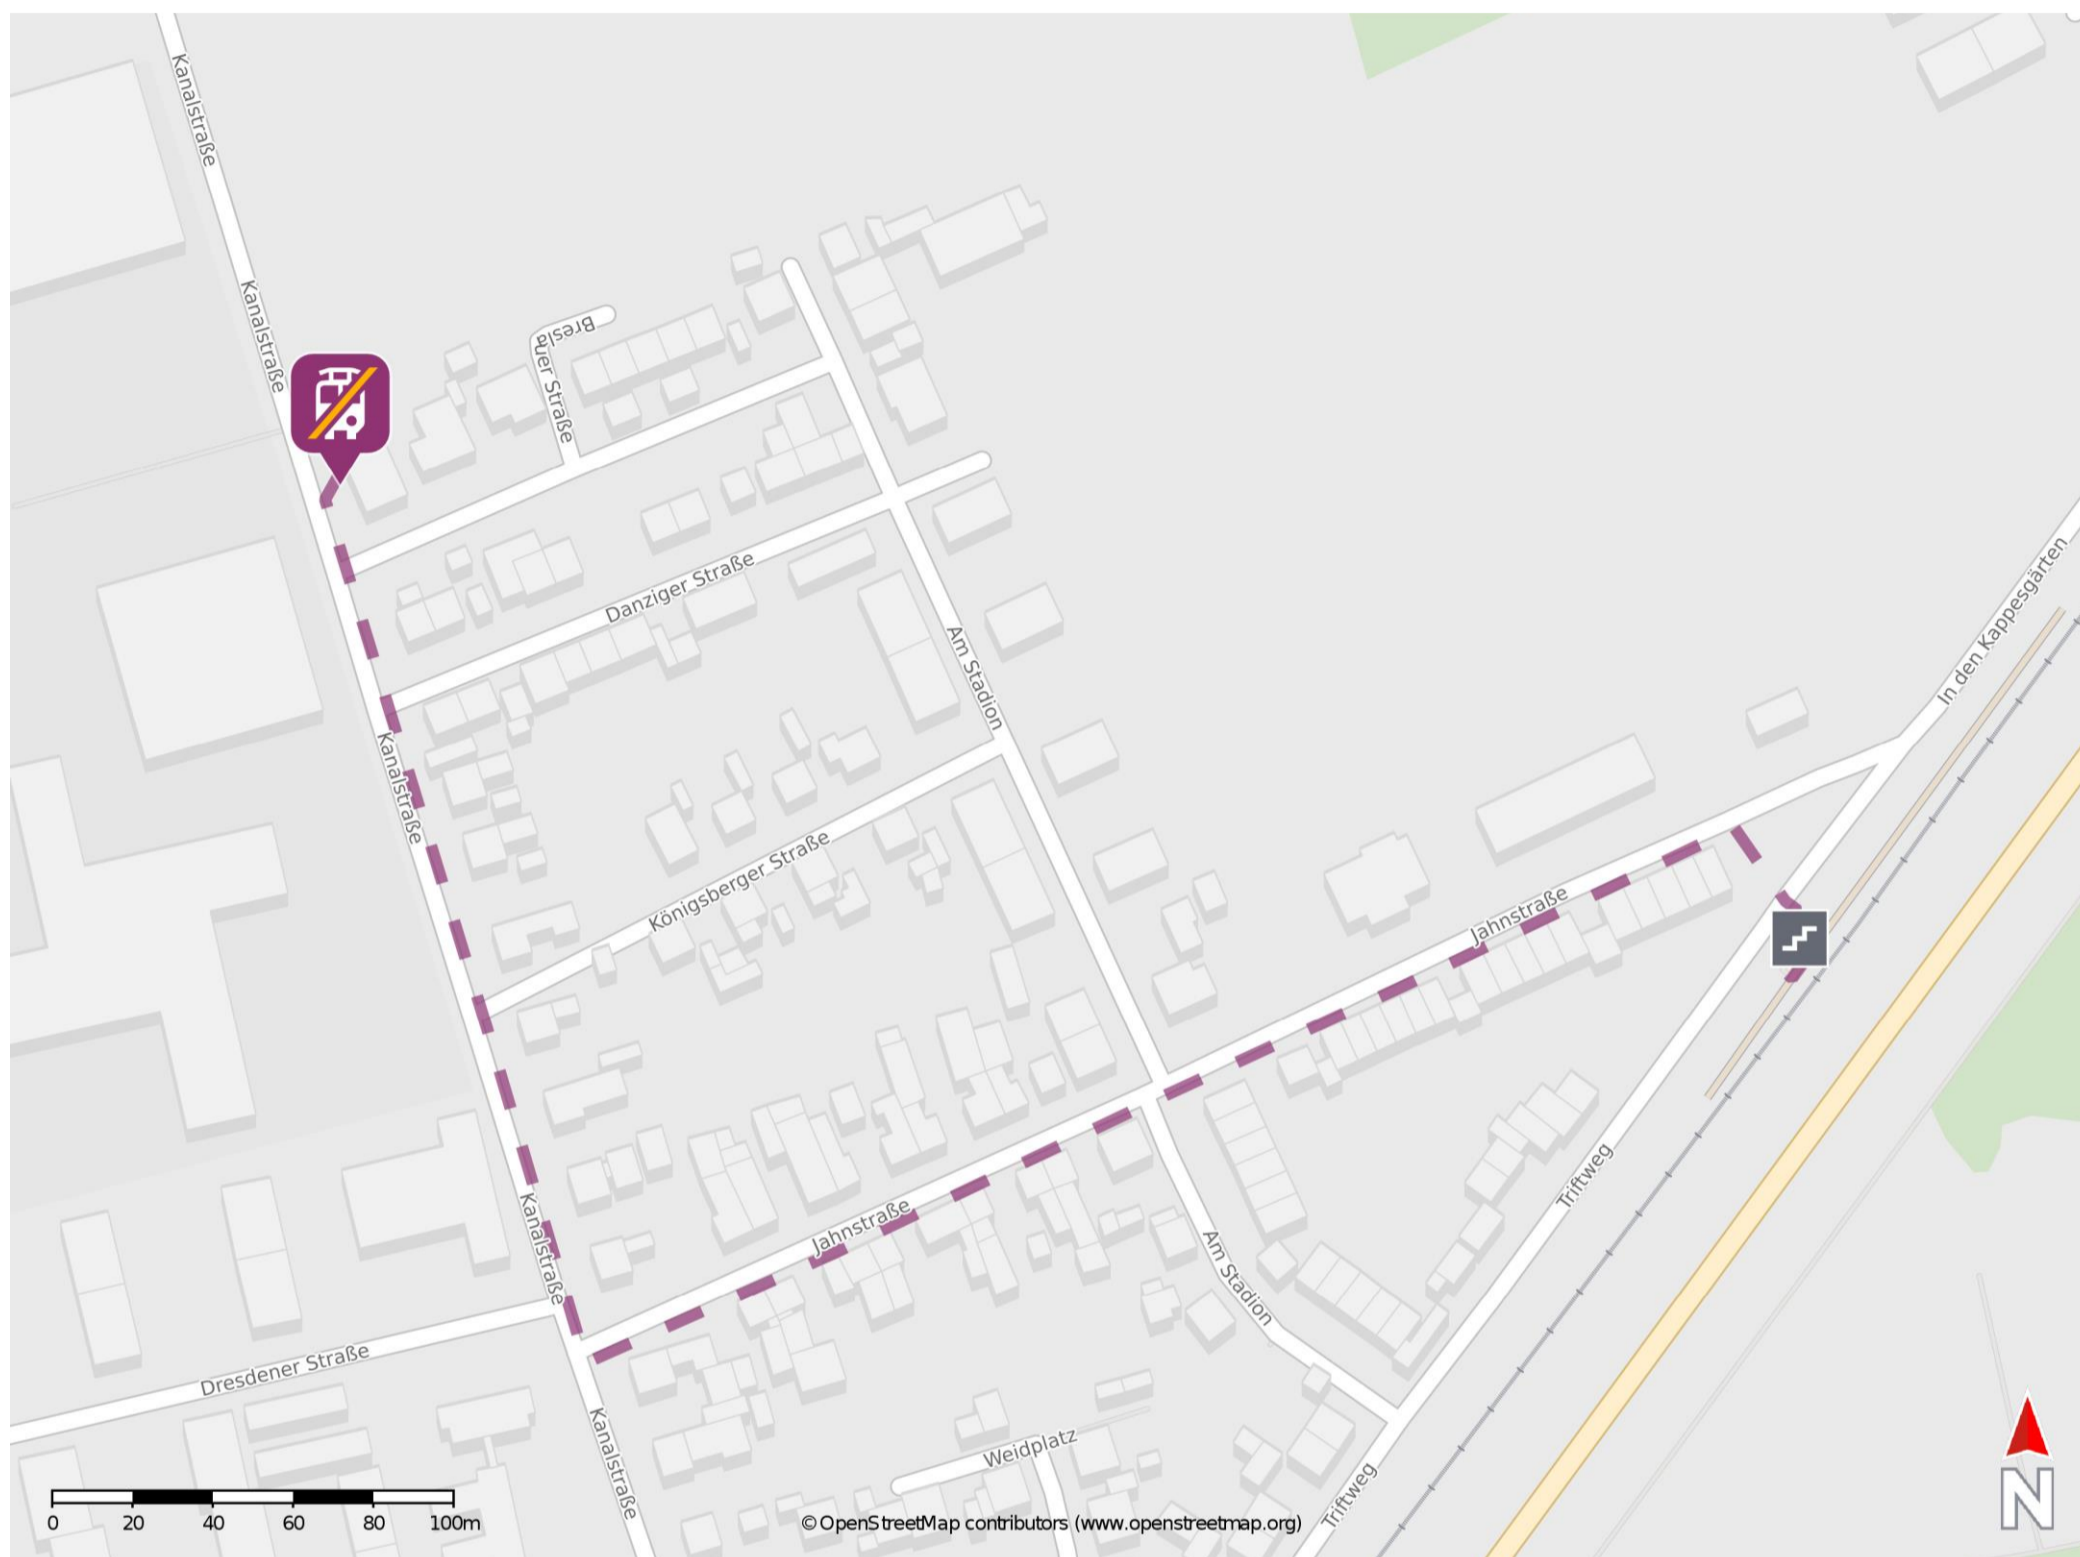 Kanalstraße
Kanalstraße
Breslauer Straße
Danziger Straße
Am Stadion
In den Kappesgärten
Kanalstraße
Königsberger Straße
Jahnstraße
Jahnstraße
Kanalstraße
Triftweg
Am Stadion
Dresdener Straße
Kanalstraße
Weidplatz
Triftweg
N
0 20 40 60 80 100m
© OpenStreetMap contributors (www.openstreetmap.org)